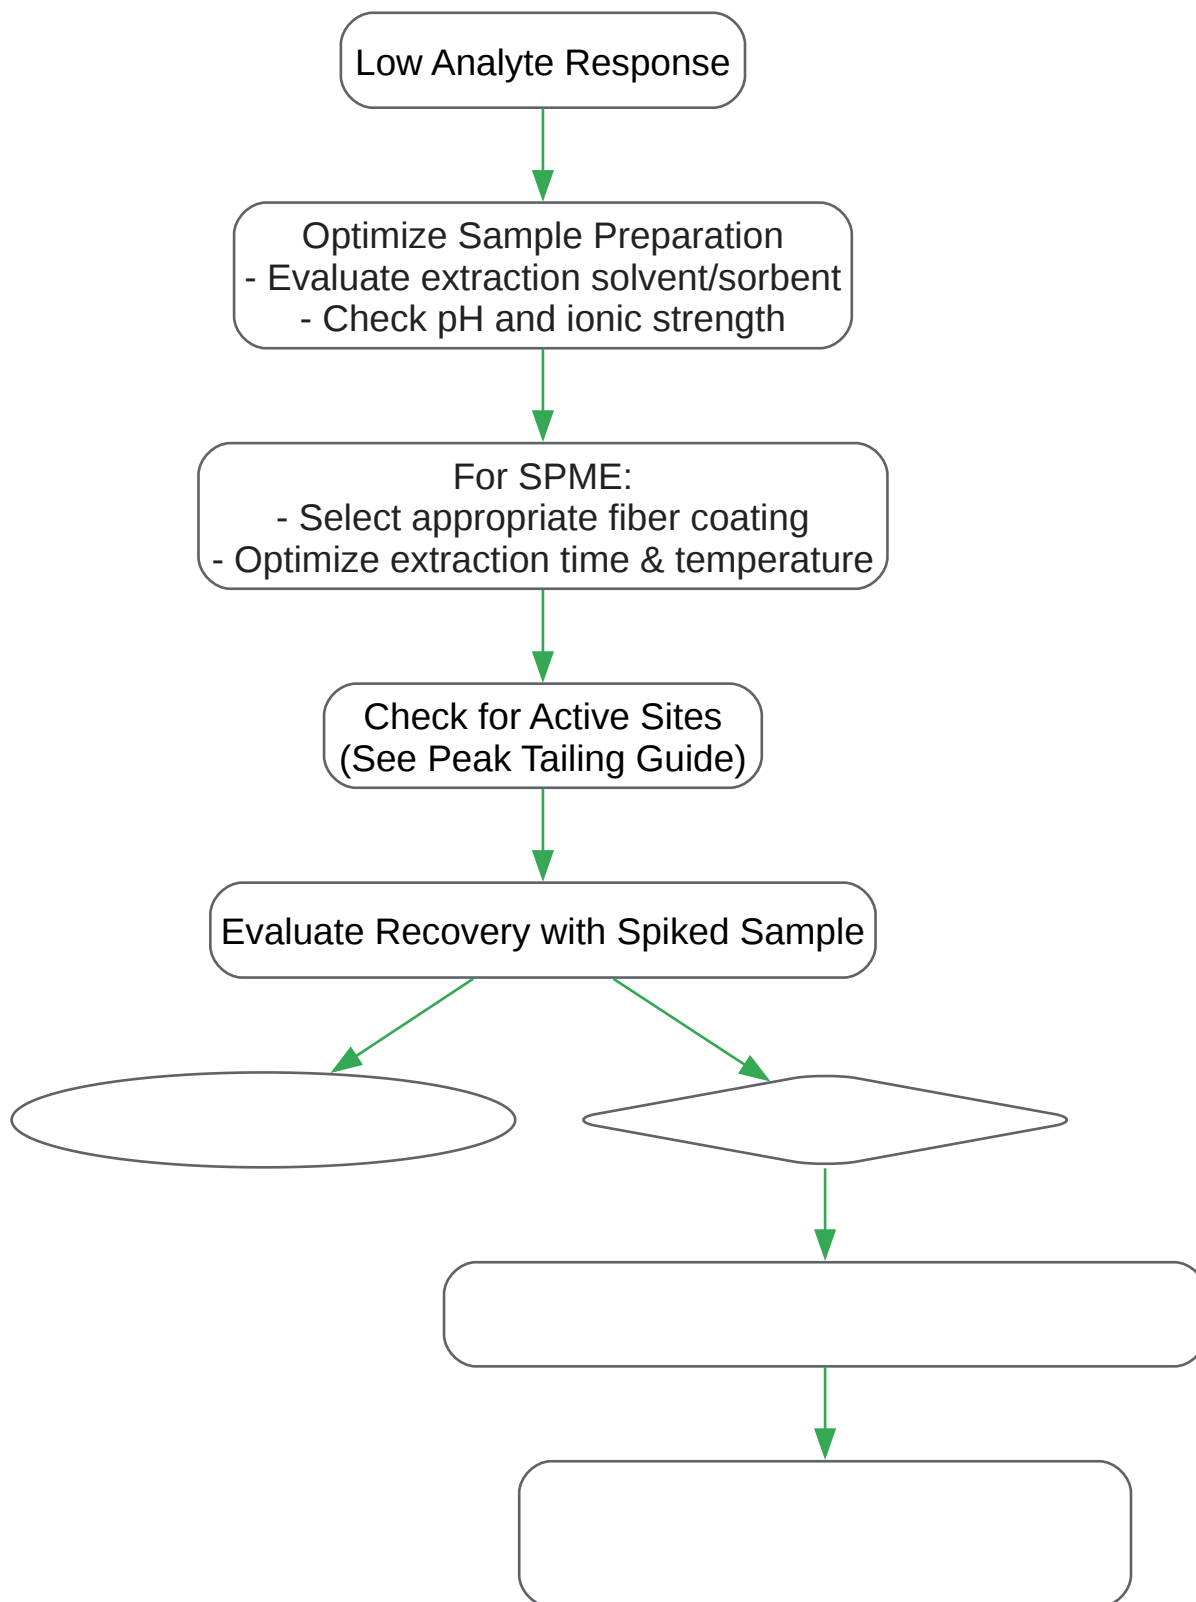 Low Analyte Response
Optimize Sample Preparation
- Evaluate extraction solvent/sorbent
- Check pH and ionic strength
For SPME:
- Select appropriate fiber coating
- Optimize extraction time & temperature
Check for Active Sites
(See Peak Tailing Guide)
Evaluate Recovery with Spiked Sample